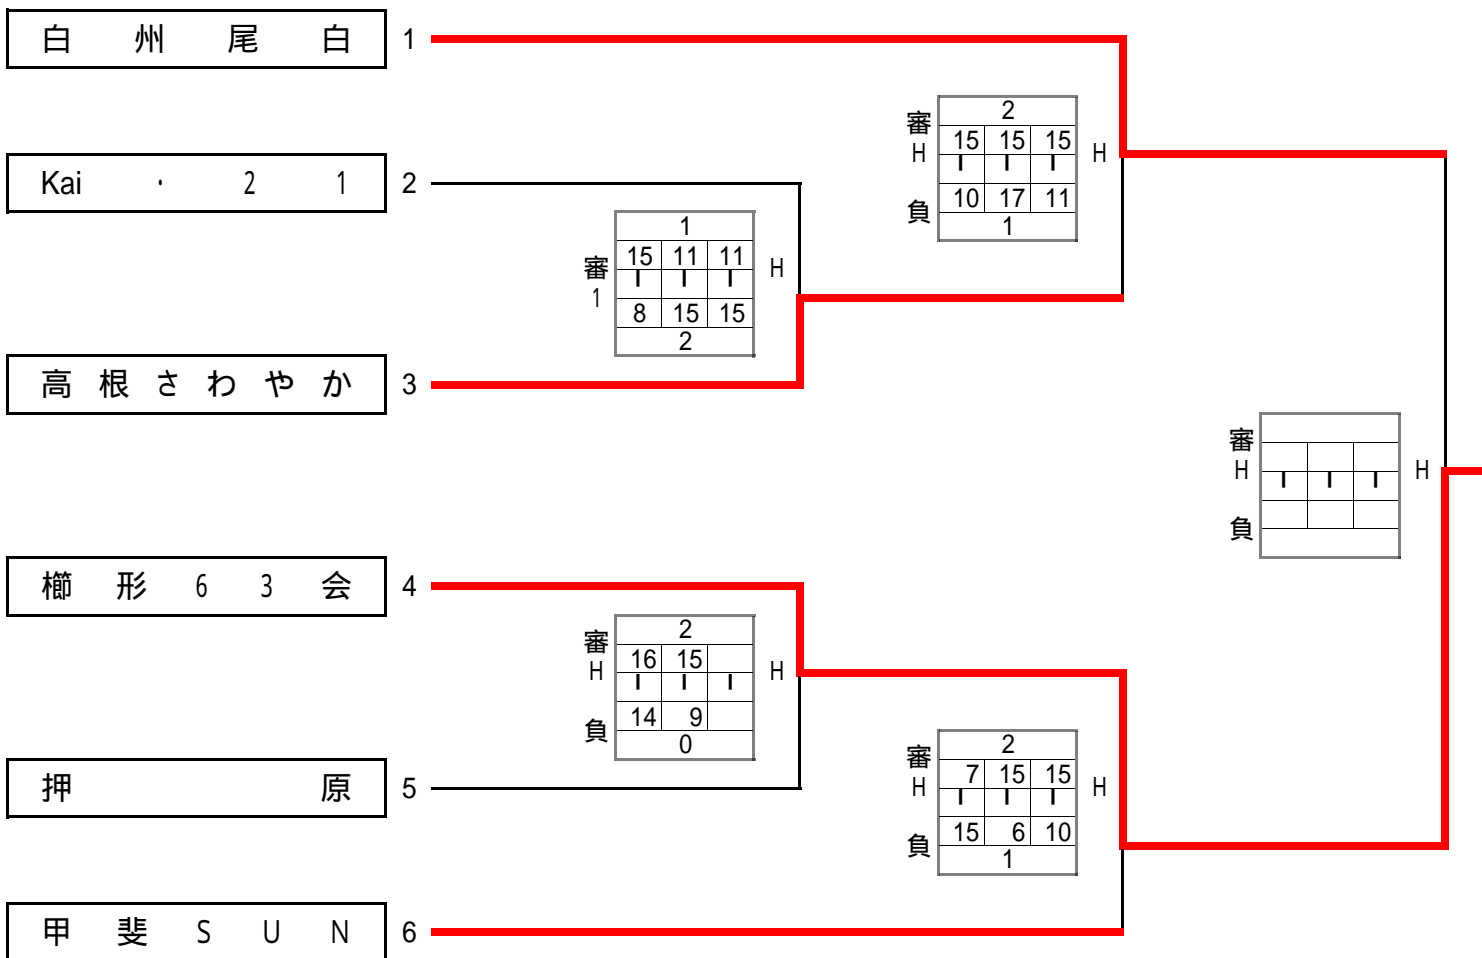 白州尾白 1
2
審 15 15 15
H H
10 17 11
負 1
Kai ・ 2 1 2
1
審 15 11 11 H
1
8 15 15
2
高根さわやか 3
審
H H
負
櫛形63会 4
2
審 16 15
H H
14 9
負 0
2
審 7 15 15
H H
15 6 10
負 1
押原 5
甲斐SUN 6